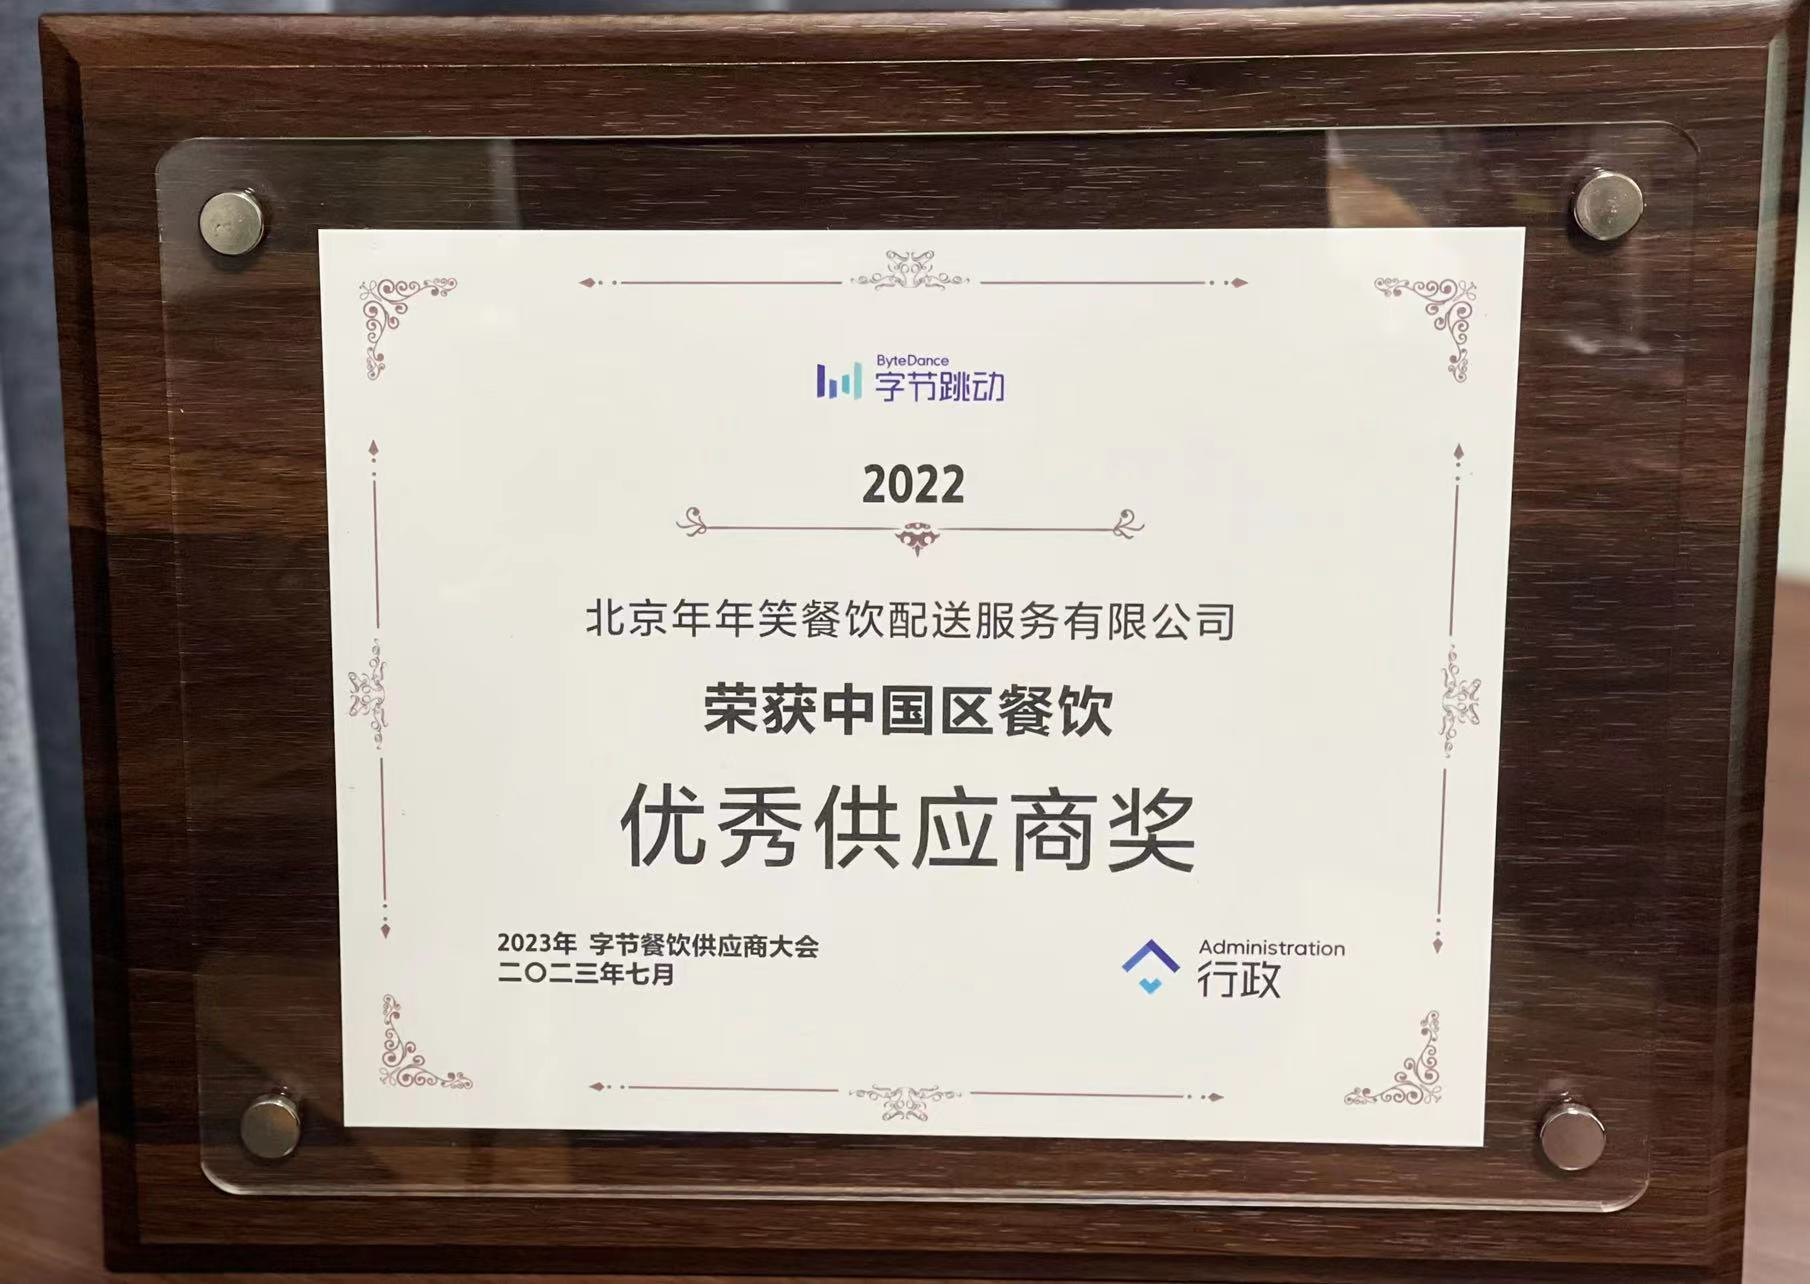 ByteDance
字节跳动
2022
北京年年笑餐饮配送服务有限公司
荣获中国区餐饮
优秀供应商奖
2023年 字节餐饮供应商大会
二〇二三年七月
Administration
行政